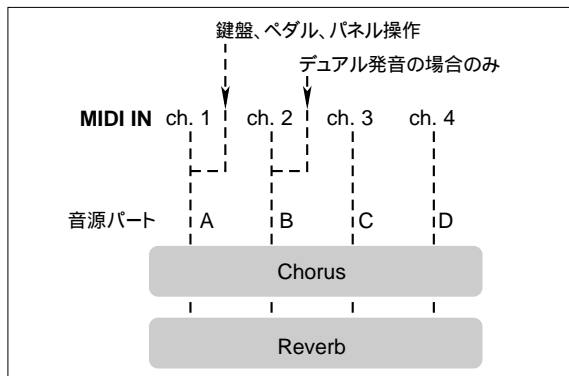 鍵盤、ペダル、パネル操作
デュアル発音の場合のみ
MIDI IN ch. 1 ch. 2 ch. 3 ch. 4
音源パート A B C D
Chorus
Reverb